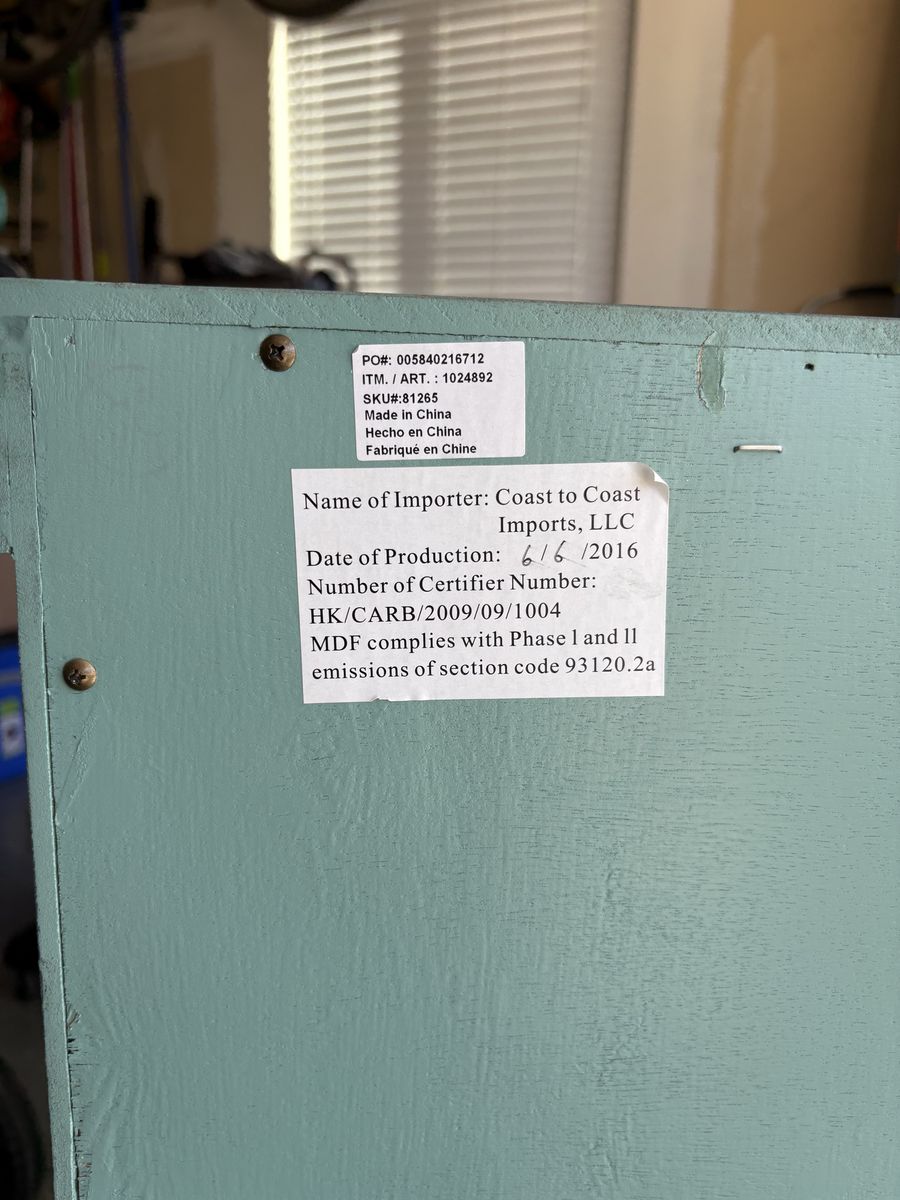 PO#: 005840216712
ITM. / ART. : 1024892
SKU#:81265
Made in China
Hecho en China
Fabriqué en Chine
Name of Importer: Coast to Coast
Imports, LLC
Date of Production: 6/6/2016
Number of Certifier Number:
HK/CARB/2009/09/1004
MDF complies with Phase l and ll
emissions of section code 93120.2a